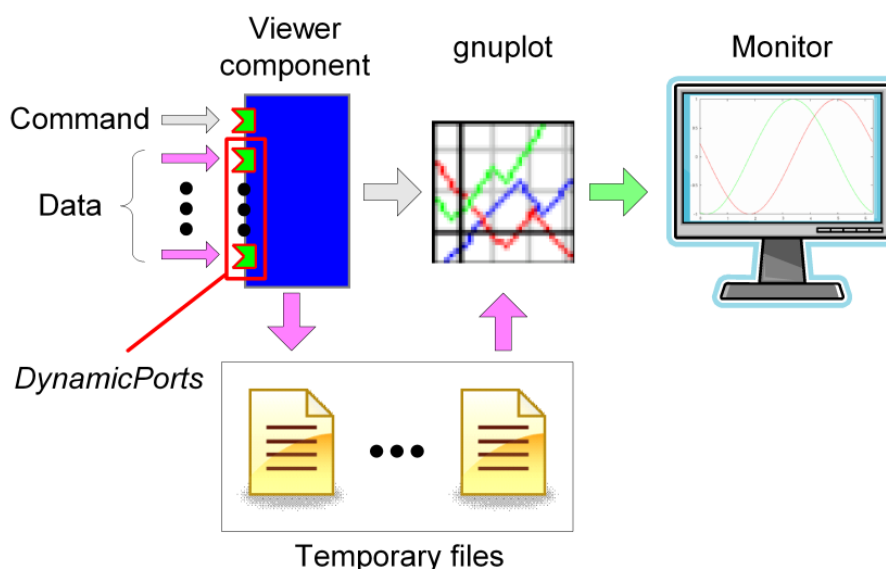 Viewer
component
gnuplot
Monitor
Command
Data
DynamicPorts
Temporary files